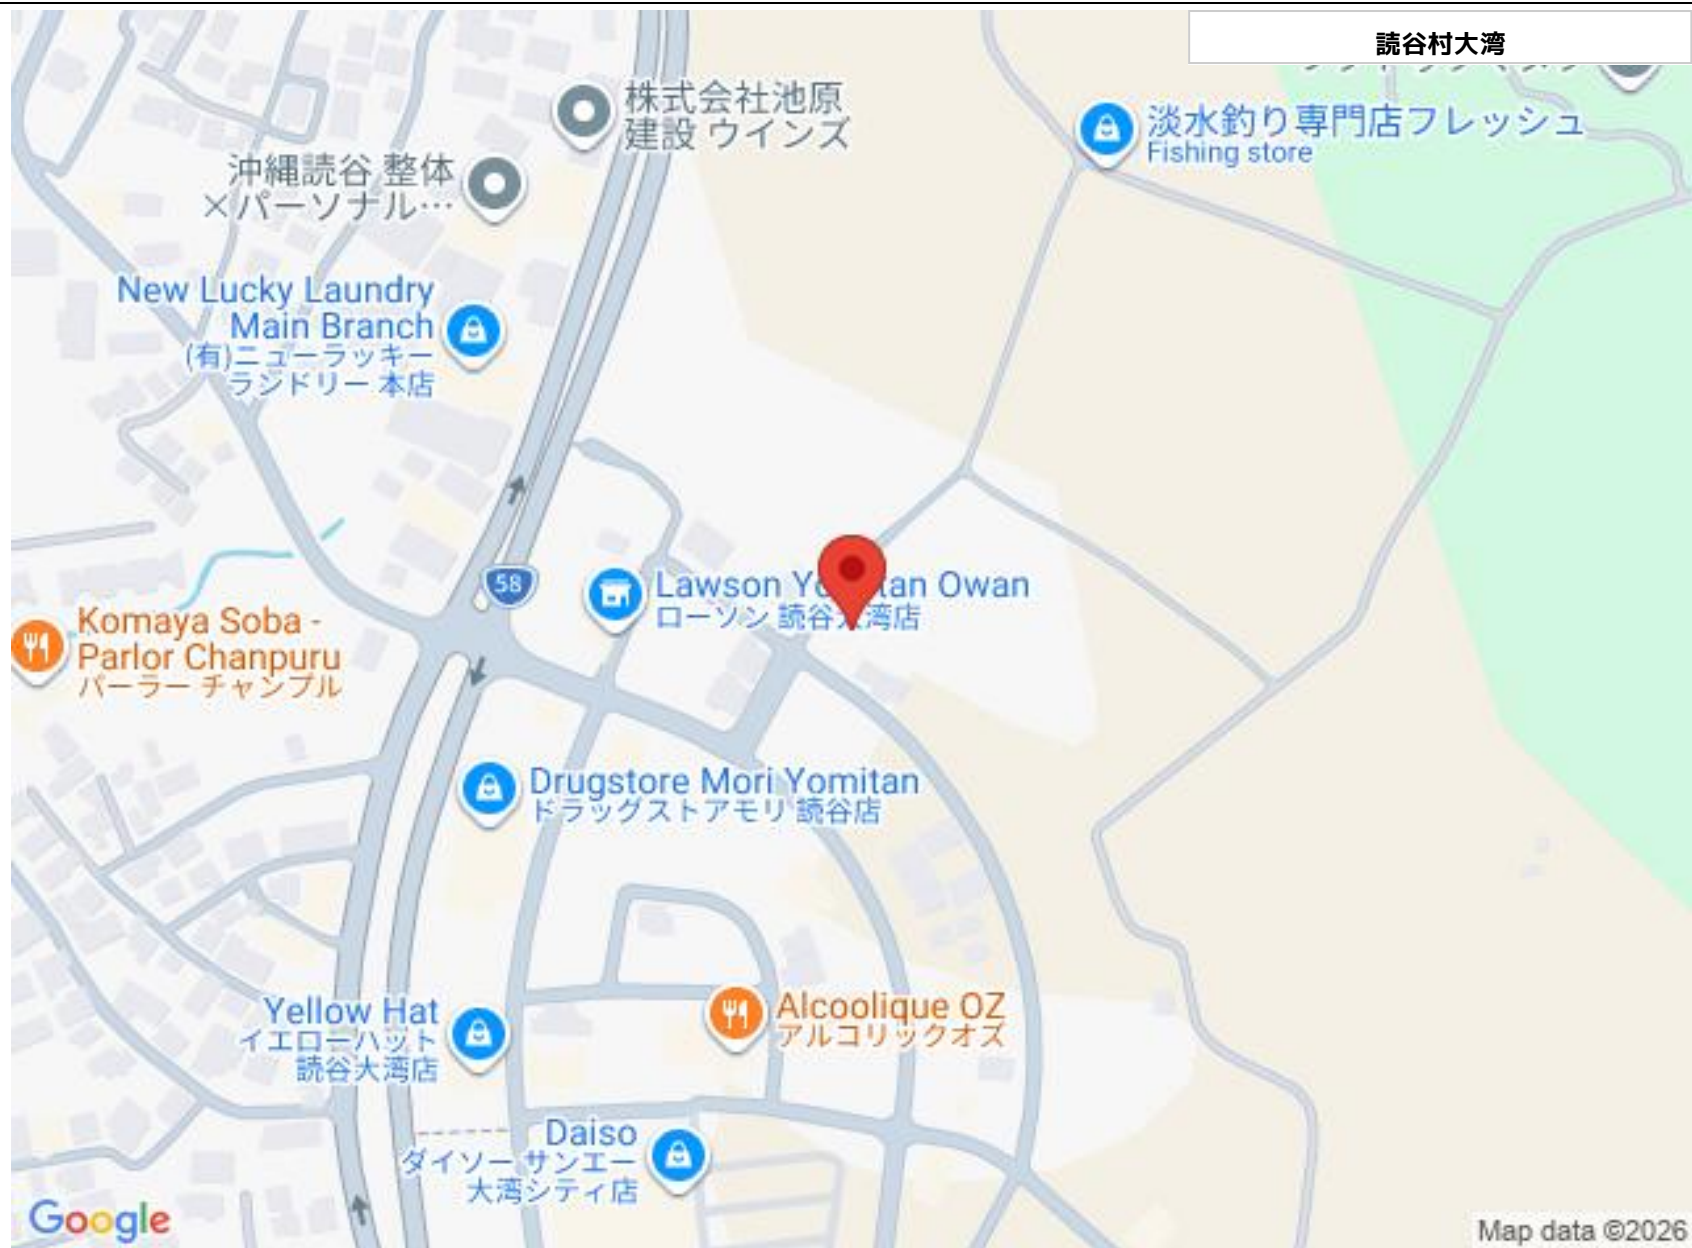 読谷村大湾
株式会社池原
建設 ウインズ
淡水釣り専門店フレッシュ
Fishing store
沖縄読谷 整体
×パーソナル…
New Lucky Laundry
Main Branch
(有)ニューラッキー
ランドリー 本店
58
Lawson Yomitan Owan
ローソン 読谷大湾店
Komaya Soba -
Parlor Chanpuru
パーラー チャンプル
Drugstore Mori Yomitan
ドラッグストアモリ 読谷店
Yellow Hat
イエローハット
読谷大湾店
Alcoolique OZ
アルコリックオズ
Daiso
ダイソー サンエー
大湾シティ店
Google
Map data ©2026